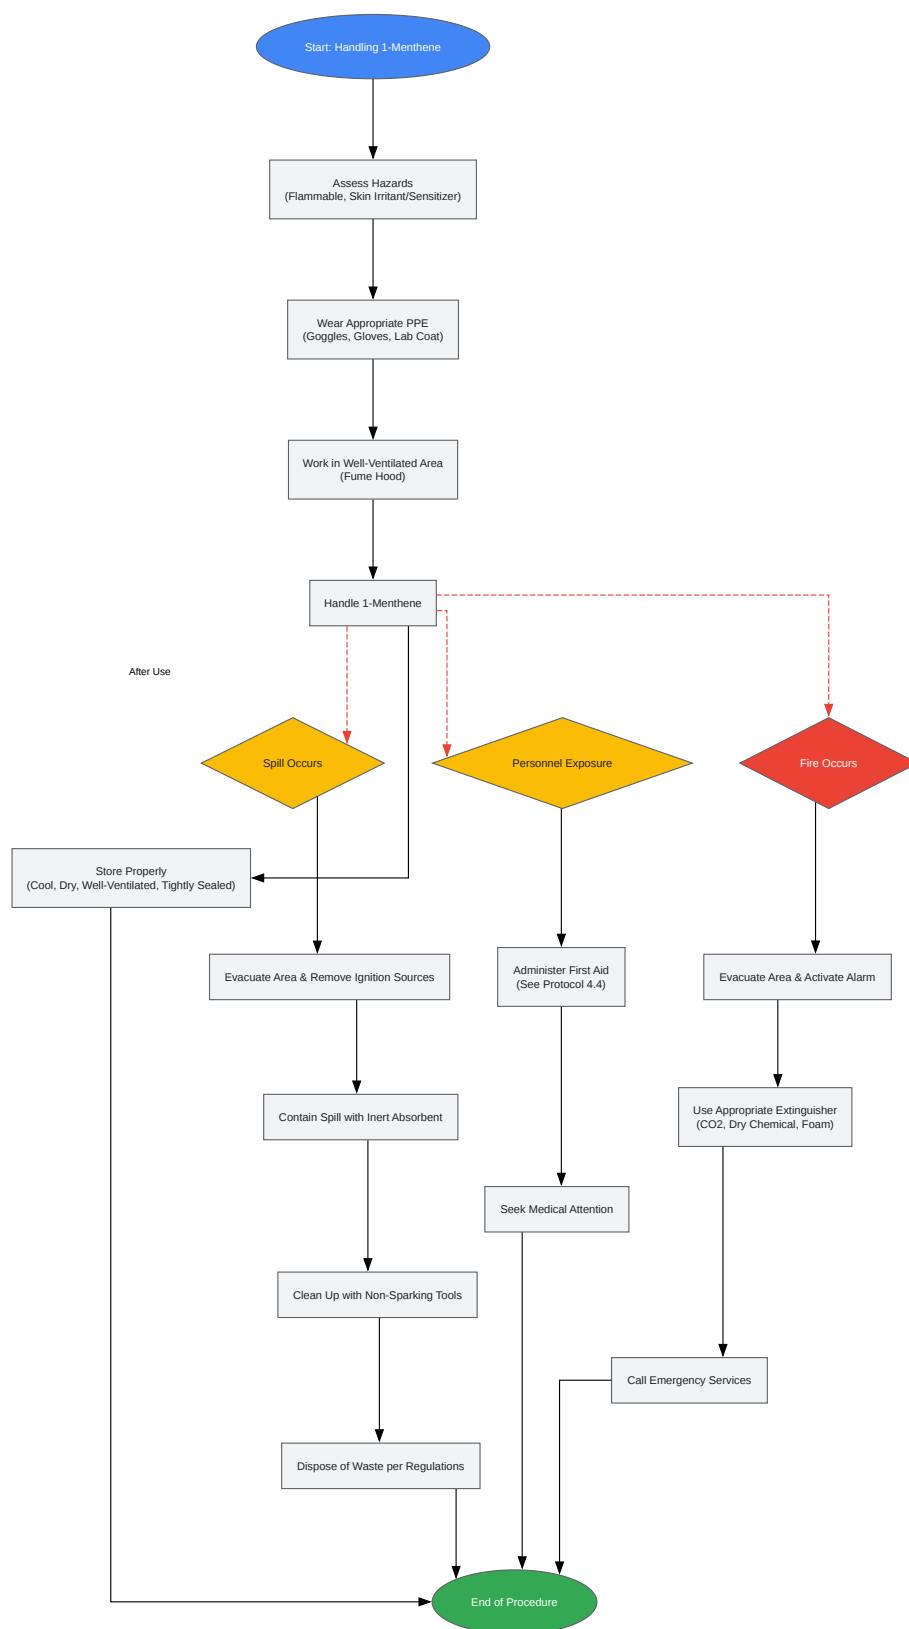 Start: Handling 1-Menthene
Assess Hazards
(Flammable, Skin Irritant/Sensitizer)
Wear Appropriate PPE
(Goggles, Gloves, Lab Coat)
Work in Well-Ventilated Area
(Fume Hood)
Handle 1-Menthene
After Use
Spill Occurs
Personnel Exposure
Fire Occurs
Store Properly
(Cool, Dry, Well-Ventilated, Tightly Sealed)
Evacuate Area & Remove Ignition Sources
Administer First Aid
(See Protocol 4.4)
Evacuate Area & Activate Alarm
Contain Spill with Inert Absorbent
Use Appropriate Extinguisher
(CO2, Dry Chemical, Foam)
Seek Medical Attention
Clean Up with Non-Sparking Tools
Call Emergency Services
Dispose of Waste per Regulations
End of Procedure